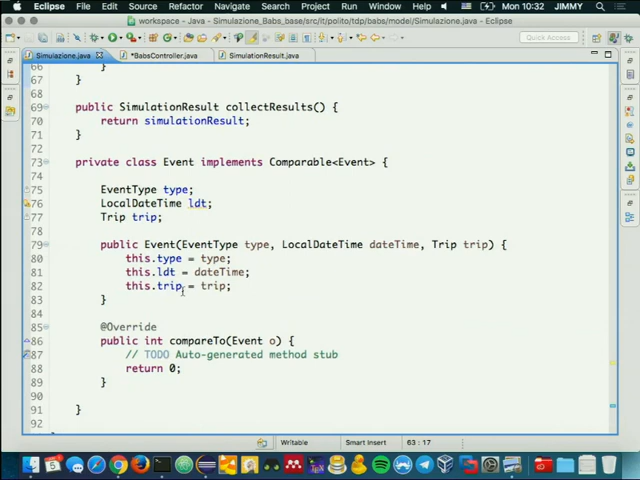 Eclipse File Edit Source Refactor Navigate Search Project Run Window Help Mon 10:32 JIMMY
workspace - Java - Simulazione_Babs_base/src/it/polito/tdp/babs/model/Simulazione.java - Eclipse
Quick Access
Simulazione.java *BabsController.java SimulationResult.java
66 }
67 }
68
69 public SimulationResult collectResults() {
70 return simulationResult;
71 }
72
73 private class Event implements Comparable<Event> {
74
75 EventType type;
76 LocalDateTime ldt;
77 Trip trip;
78
79 public Event(EventType type, LocalDateTime dateTime, Trip trip) {
80 this.type = type;
81 this.ldt = dateTime;
82 this.trip = trip;
83 }
84
85 @Override
86 public int compareTo(Event o) {
87 // TODO Auto-generated method stub
88 return 0;
89 }
90
91 }
92
Writable Smart Insert 63 : 17